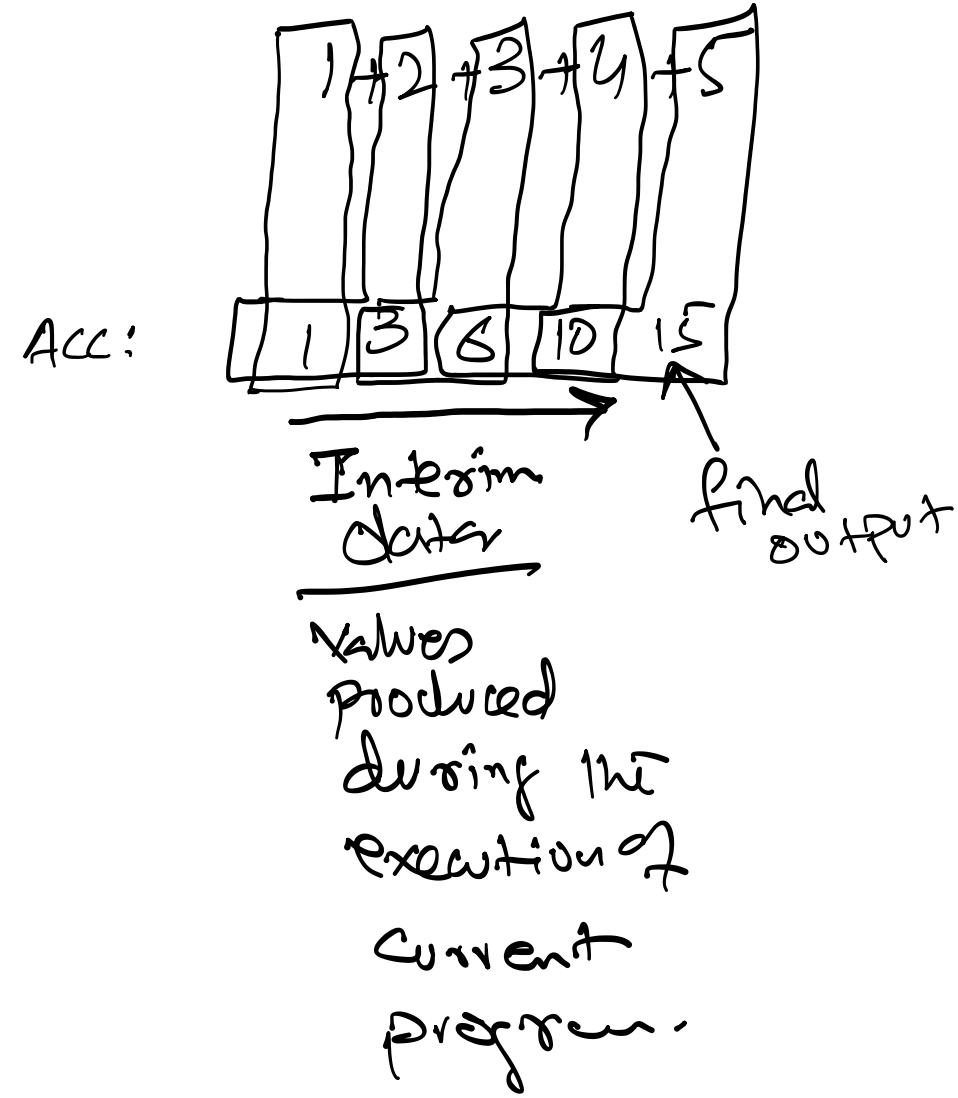 1 + 2 + 3 + 4 + 5
Acc: 1 3 6 10 15
Interim
data
final
output
Values
produced
during the
execution of
current
program.